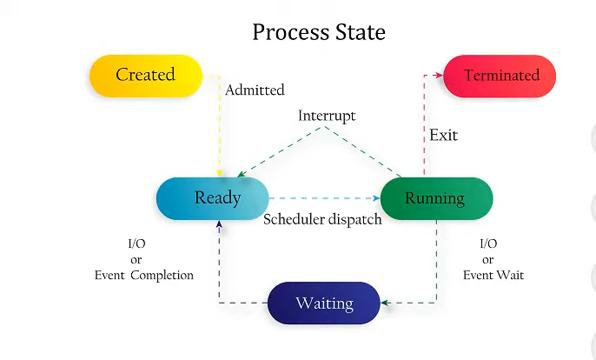 Process State
Created
Terminated
Admitted
Interrupt
Exit
Ready
Running
Scheduler dispatch
I/O
or
Event Completion
I/O
or
Event Wait
Waiting